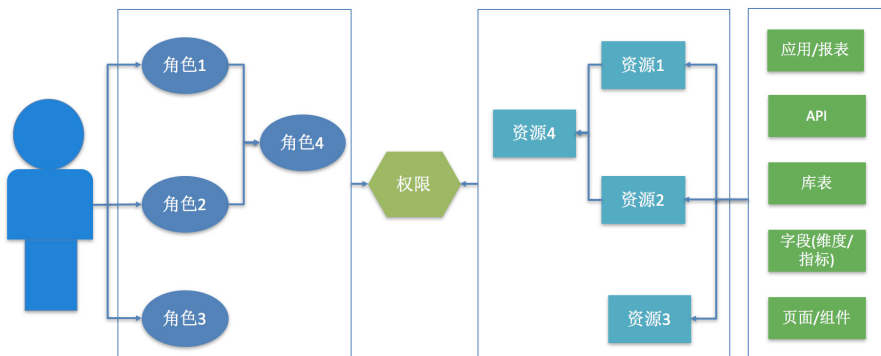 角色1
角色4
角色2
角色3
权限
资源1
资源4
资源2
资源3
应用/报表
API
库表
字段(维度/
指标)
页面/组件